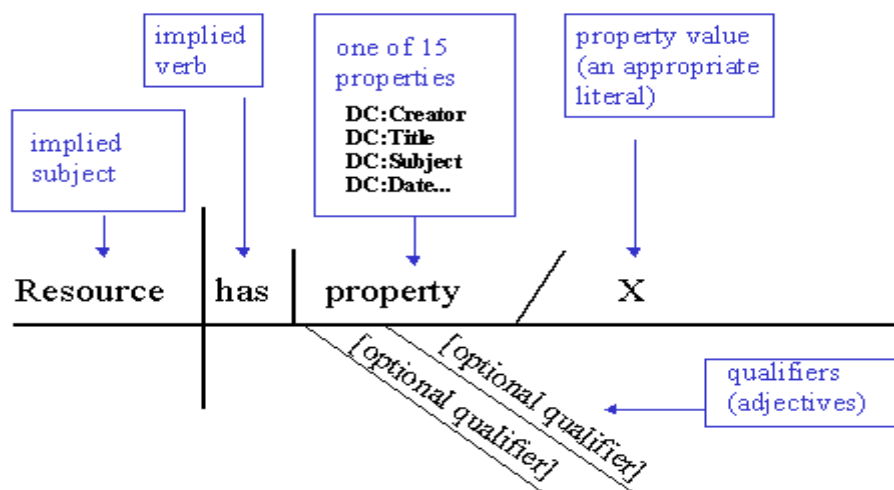 implied
verb
one of 15
properties
DC:Creator
DC:Title
DC:Subject
DC:Date...
property value
(an appropriate
literal)
implied
subject
Resource has property X
[optional qualifier]
[optional qualifier]
qualifiers
(adjectives)